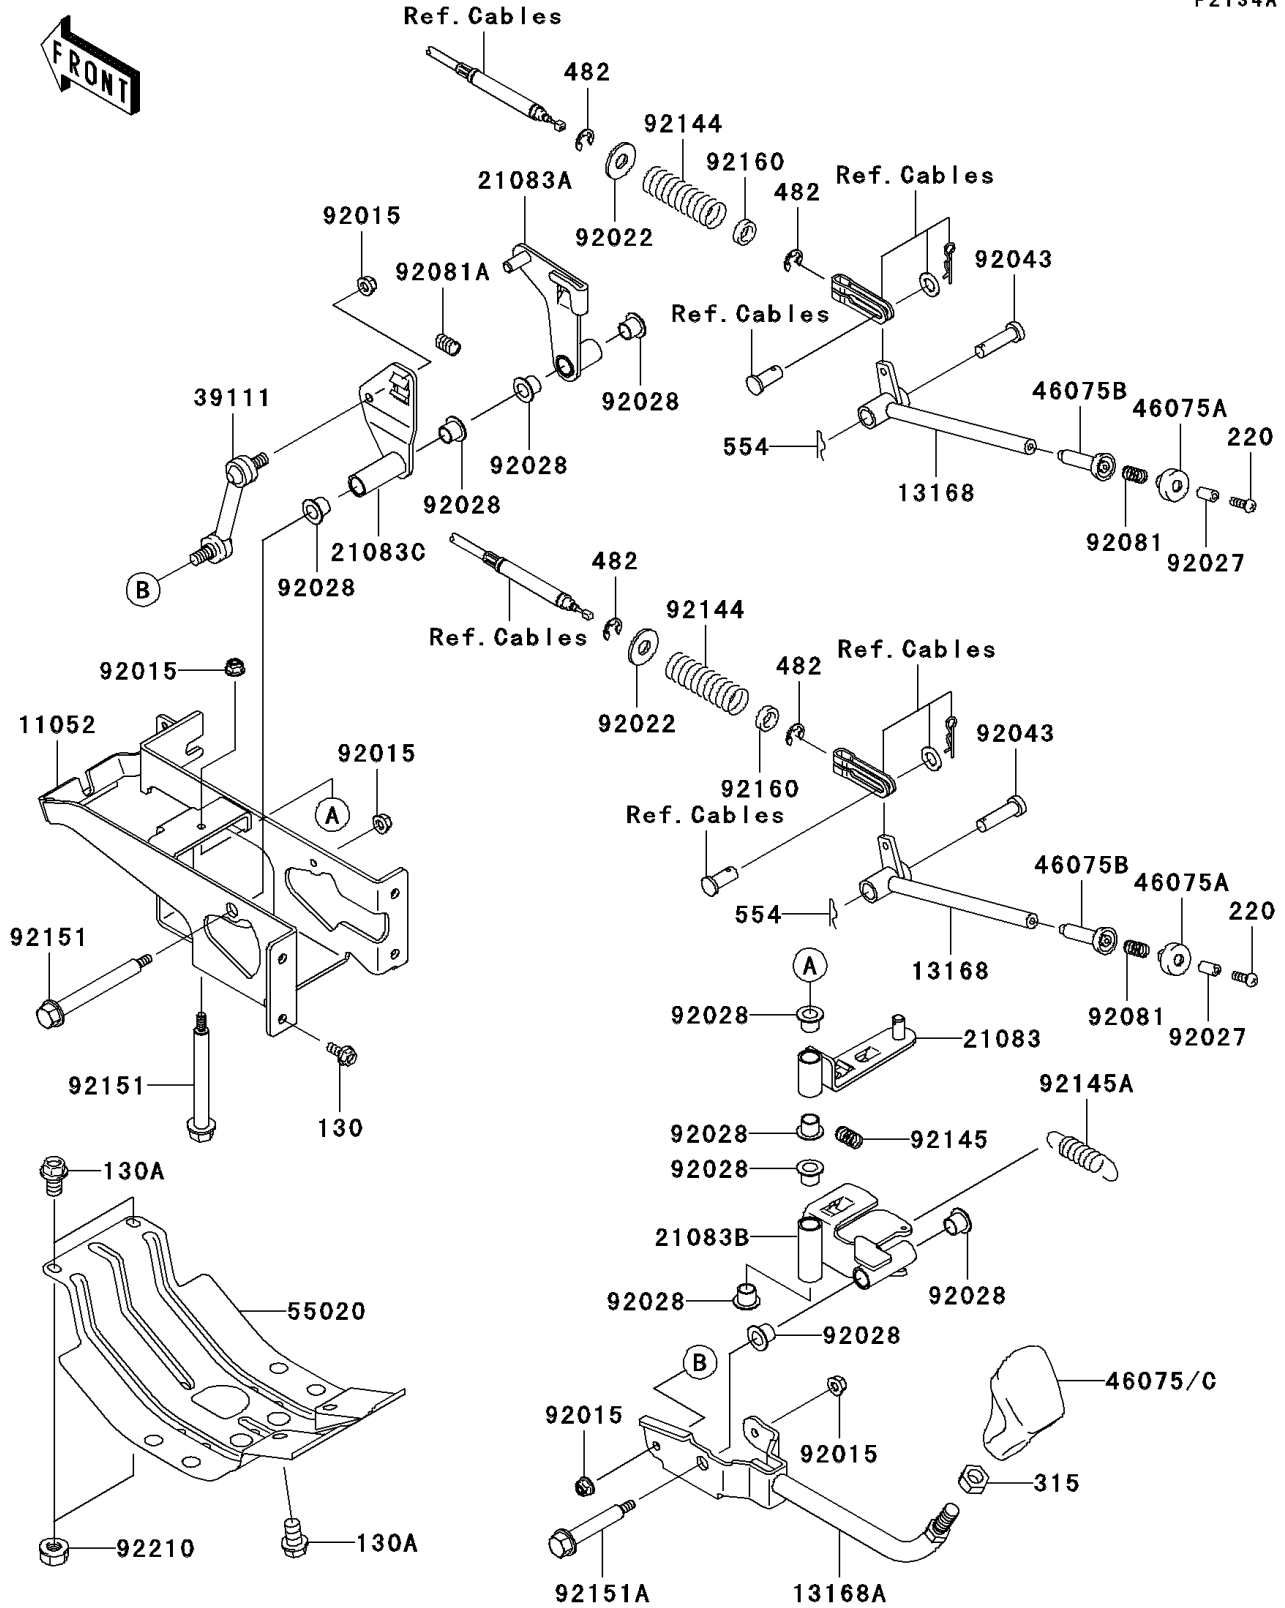 F2134A
Ref.Cables
FRONT
482
92144
92160
21083A
Ref.Cables
482
92015
92022
92043
92081A
Ref.Cables
39111
92028
46075B
46075A
220
554
92028
13168
92028
92081
21083C
92027
482
B
92028
92144
Ref.Cables
Ref.Cables
92015
482
11052
92022
92043
92015
92160
A
Ref.Cables
46075B
46075A
220
554
92151
A
13168
92028
92081
92027
21083
92151
92145A
130
92028
92145
130A
92028
21083B
92028
92028
55020
92028
B
46075/C
92015
92015
315
130A
92210
92151A
13168A